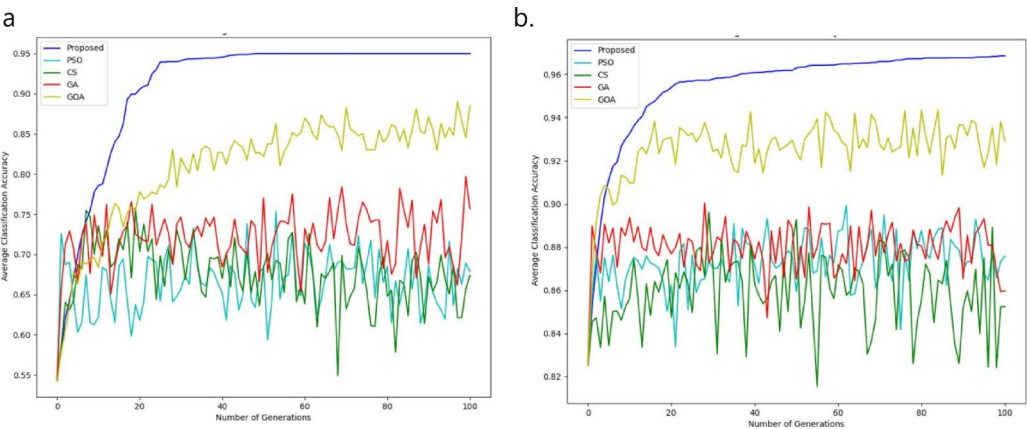 a
b.
Proposed
PSO
CS
GA
GOA
0.95
0.90
0.85
0.80
0.75
0.70
0.65
0.60
0.55
Average Classification Accuracy
0
20
40
60
80
100
Number of Generations
Proposed
PSO
CS
GA
GOA
0.96
0.94
0.92
0.90
0.88
0.86
0.84
0.82
Average Classification Accuracy
0
20
40
60
80
100
Number of Generations